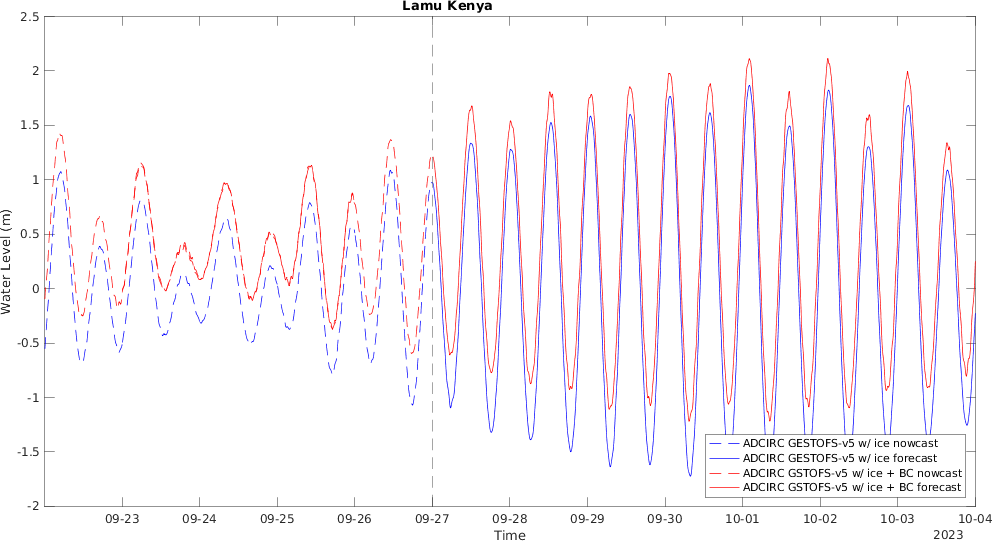 Lamu Kenya
2.5
2
1.5
1
0.5
0
-0.5
-1
-1.5
-2
Water Level (m)
09-23 09-24 09-25 09-26 09-27 09-28 09-29 09-30 10-01 10-02 10-03 10-04
Time
2023
ADCIRC GESTOFS-v5 w/ ice nowcast
ADCIRC GESTOFS-v5 w/ ice forecast
ADCIRC GSTOFS-v5 w/ ice + BC nowcast
ADCIRC GSTOFS-v5 w/ ice + BC forecast